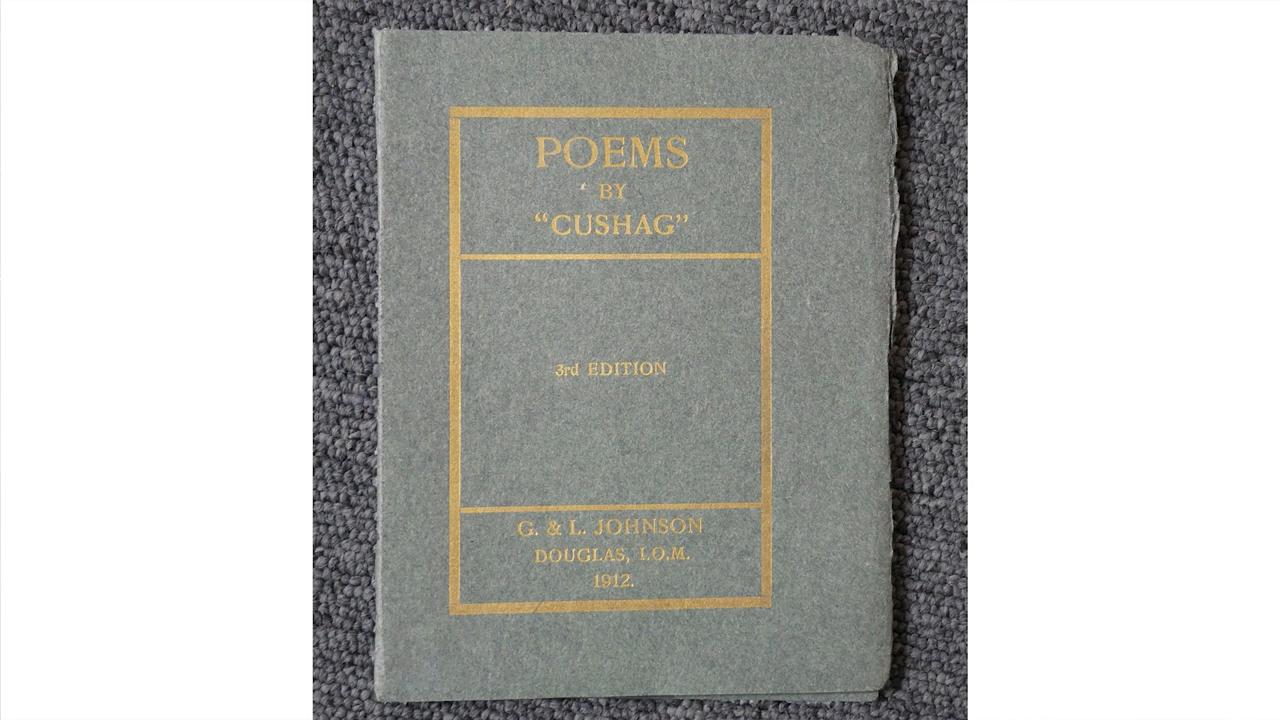 POEMS
BY
“CUSHAG”
3rd EDITION
G. & L. JOHNSON
DOUGLAS, I.O.M.
1912.